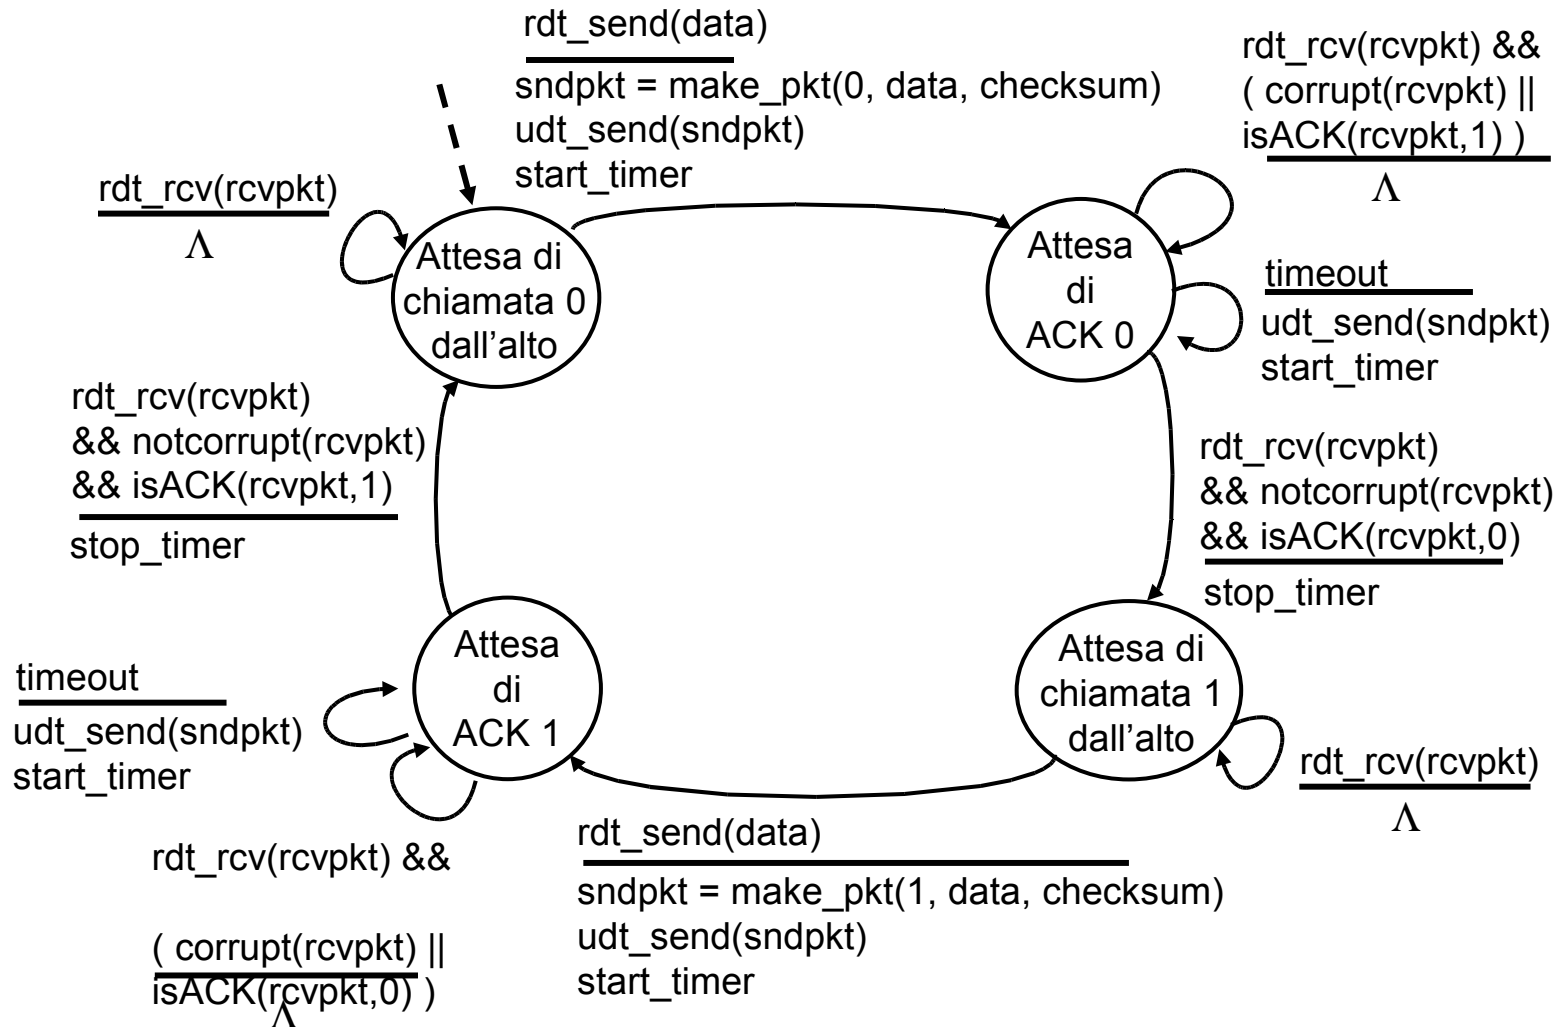 rdt_send(data)
sndpkt = make_pkt(0, data, checksum)
udt_send(sndpkt)
start_timer
rdt_rcv(rcvpkt) &&
( corrupt(rcvpkt) ||
isACK(rcvpkt,1) )
Λ
rdt_rcv(rcvpkt)
Λ
Attesa di
chiamata 0
dall’alto
Attesa
di
ACK 0
timeout
udt_send(sndpkt)
start_timer
rdt_rcv(rcvpkt)
&& notcorrupt(rcvpkt)
&& isACK(rcvpkt,1)
stop_timer
rdt_rcv(rcvpkt)
&& notcorrupt(rcvpkt)
&& isACK(rcvpkt,0)
stop_timer
Attesa
di
ACK 1
Attesa di
chiamata 1
dall’alto
timeout
udt_send(sndpkt)
start_timer
rdt_rcv(rcvpkt)
Λ
rdt_rcv(rcvpkt) &&
( corrupt(rcvpkt) ||
isACK(rcvpkt,0) )
Λ
rdt_send(data)
sndpkt = make_pkt(1, data, checksum)
udt_send(sndpkt)
start_timer